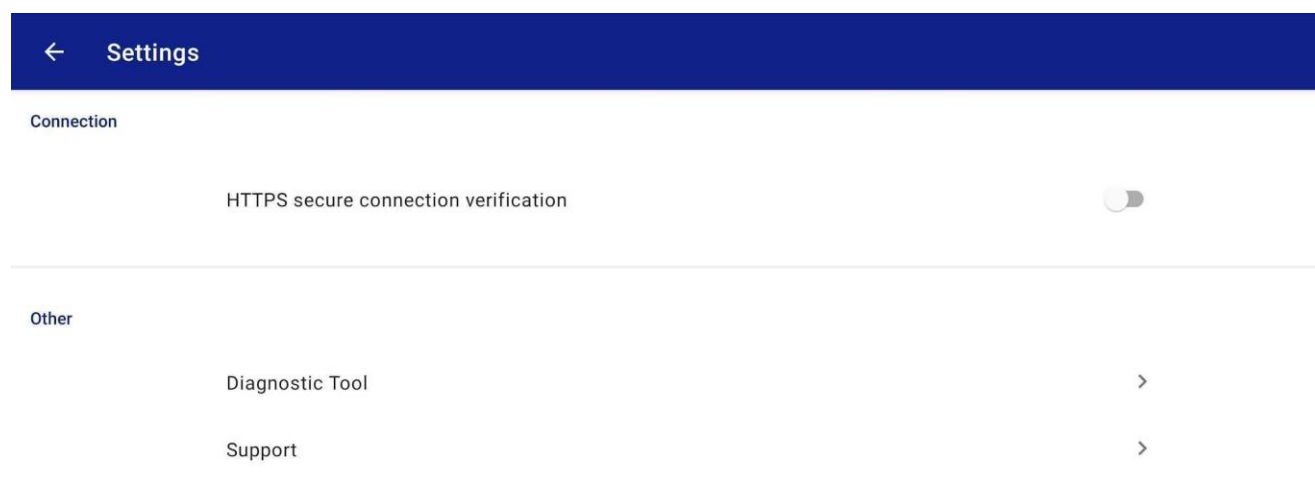 Settings
Connection
HTTPS secure connection verification
Other
Diagnostic Tool
Support